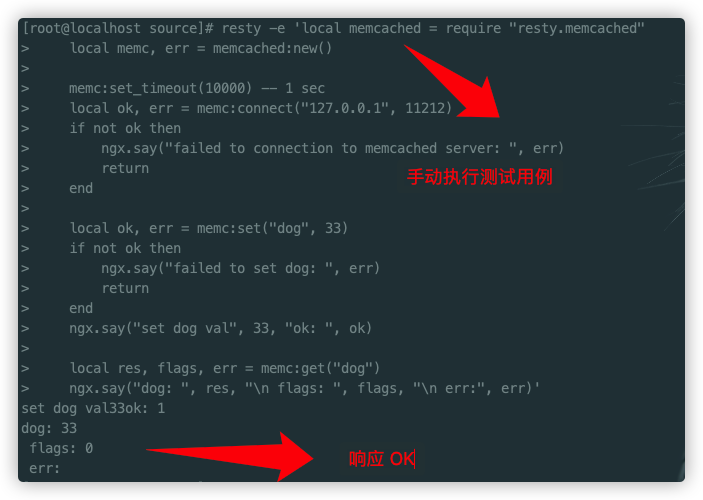 [root@localhost source]# resty -e 'local memcached = require "resty.memcached"
>     local memc, err = memcached:new()
>
>     memc:set_timeout(10000) -- 1 sec
>     local ok, err = memc:connect("127.0.0.1", 11212)
>     if not ok then
>         ngx.say("failed to connection to memcached server: ", err)
>         return
手动执行测试用例
>     end
>
>     local ok, err = memc:set("dog", 33)
>     if not ok then
>         ngx.say("failed to set dog: ", err)
>         return
>     end
>     ngx.say("set dog val", 33, "ok: ", ok)
>
>     local res, flags, err = memc:get("dog")
>     ngx.say("dog: ", res, "\n flags: ", flags, "\n err:", err)'
set dog val33ok: 1
dog: 33
 flags: 0
响应 OK
 err: